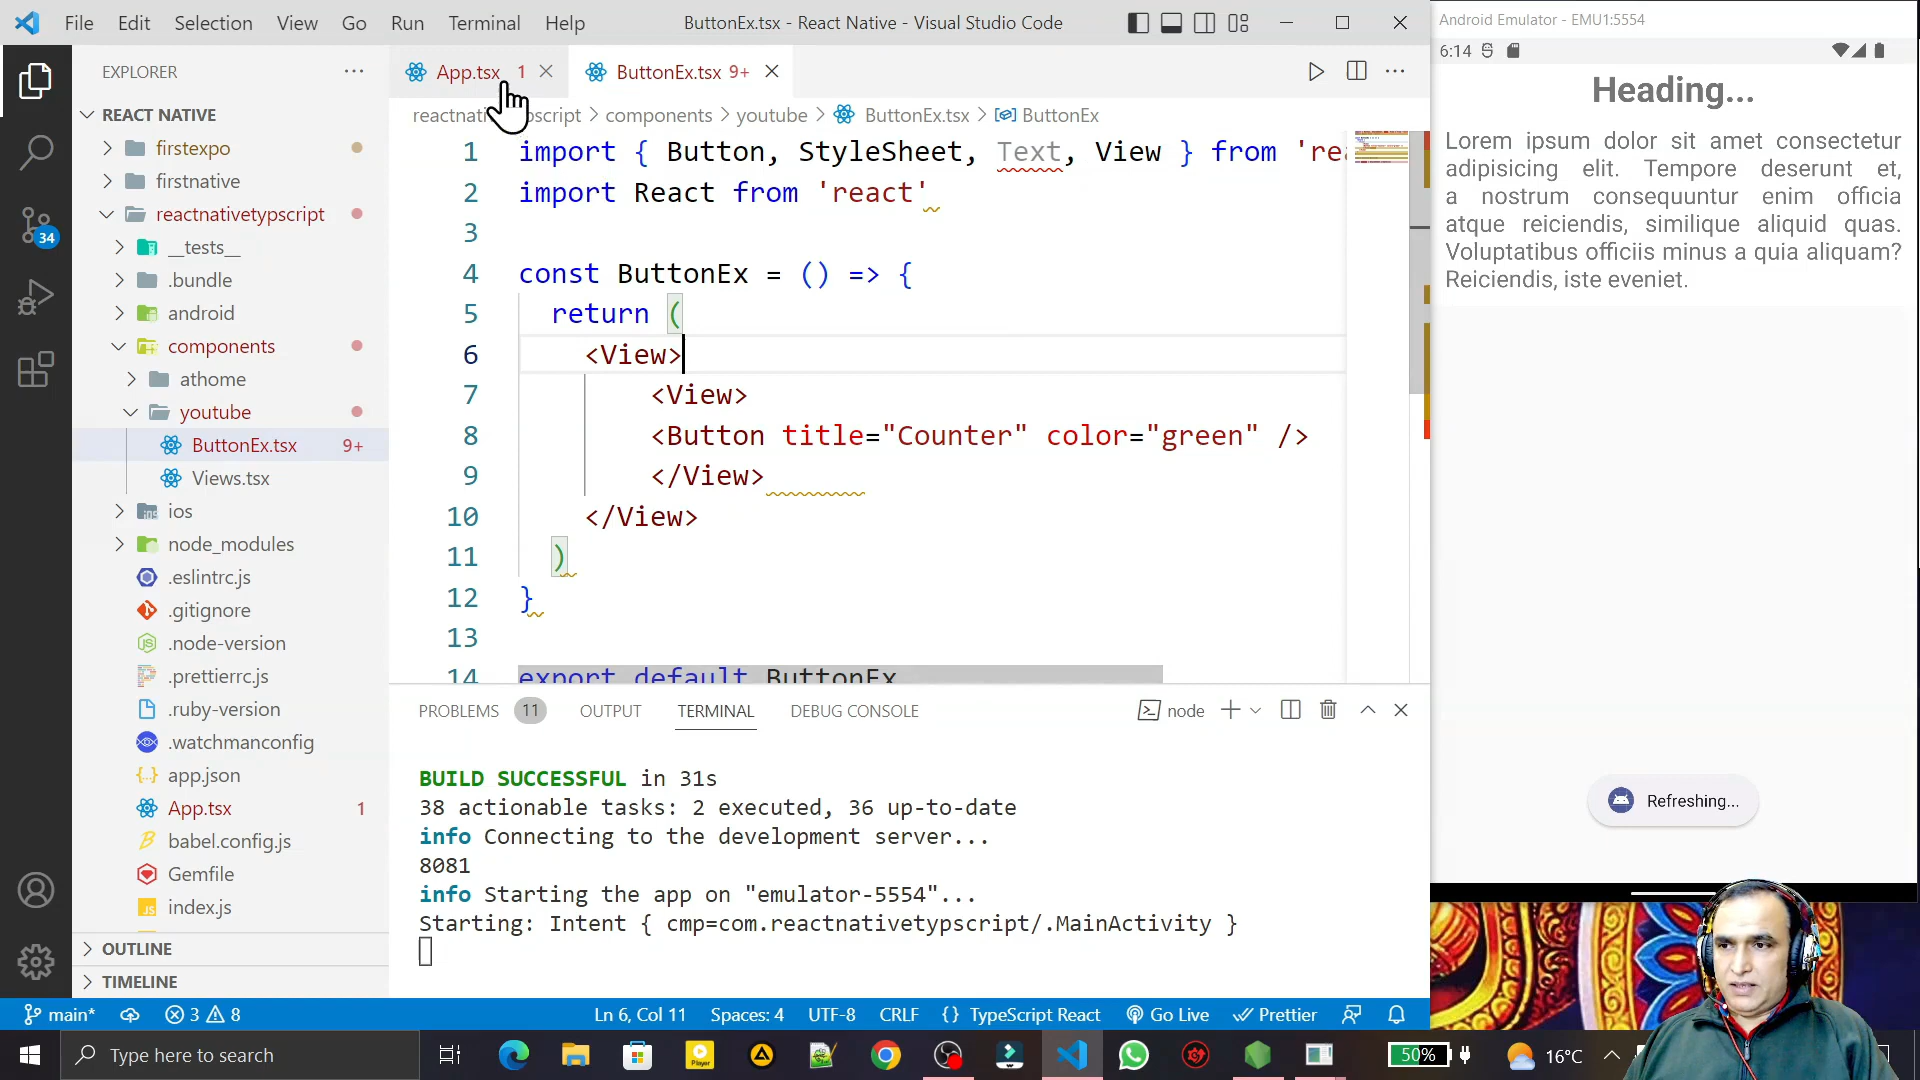 File Edit Selection View Go Run Terminal Help
ButtonEx.tsx - React Native - Visual Studio Code
EXPLORER
REACT NATIVE
firstexpo
firstnative
reactnativetypscript
__tests__
.bundle
android
components
athome
youtube
ButtonEx.tsx 9+
Views.tsx
ios
node_modules
.eslintrc.js
.gitignore
.node-version
.prettierrc.js
.ruby-version
.watchmanconfig
app.json
App.tsx 1
babel.config.js
Gemfile
index.js
OUTLINE
TIMELINE
34
App.tsx 1
ButtonEx.tsx 9+
components > youtube > ButtonEx.tsx > ButtonEx
1 import { Button, StyleSheet, Text, View } from
2 import React from 'react'
3
4 const ButtonEx = () => {
5 return (
6 <View>
7 <View>
8 <Button title="Counter" color="green" />
9 </View>
10 </View>
11 )
12 }
13
14 export default ButtonEx
PROBLEMS 11 OUTPUT TERMINAL DEBUG CONSOLE
node
BUILD SUCCESSFUL in 31s
38 actionable tasks: 2 executed, 36 up-to-date
info Connecting to the development server...
8081
info Starting the app on "emulator-5554"...
Starting: Intent { cmp=com.reactnativetypscript/.MainActivity }
main* 3 8
Ln 6, Col 11 Spaces: 4 UTF-8 CRLF {} TypeScript React Go Live Prettier
Type here to search
50%
16°C
Android Emulator - EMU1:5554
6:14
Heading...
Lorem ipsum dolor sit amet consectetur
adipisicing elit. Tempore deserunt et,
a nostrum consequuntur enim officia
atque reiciendis, similique aliquid quas.
Voluptatibus officiis minus a quia aliquam?
Reiciendis, iste eveniet.
Refreshing...